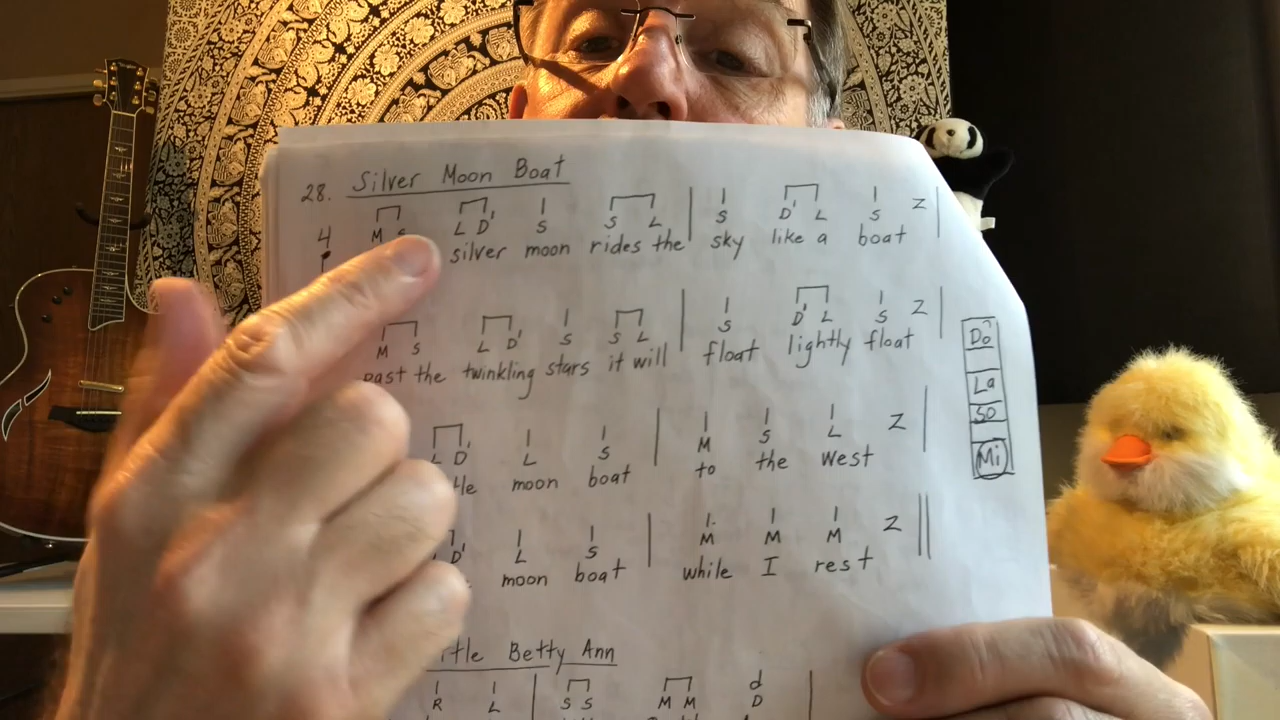 28. Silver Moon Boat
M S L D' S S L S D' L S Z
4 silver moon rides the sky like a boat
M S L D' S S L S D' L S Z
past the twinkling stars it will float lightly float
Do'
La
So
Mi
L D' L S M S L Z
tle moon boat to the west
D' L S M M M Z
moon boat while I rest
ttle Betty Ann
R L S S M M d
D